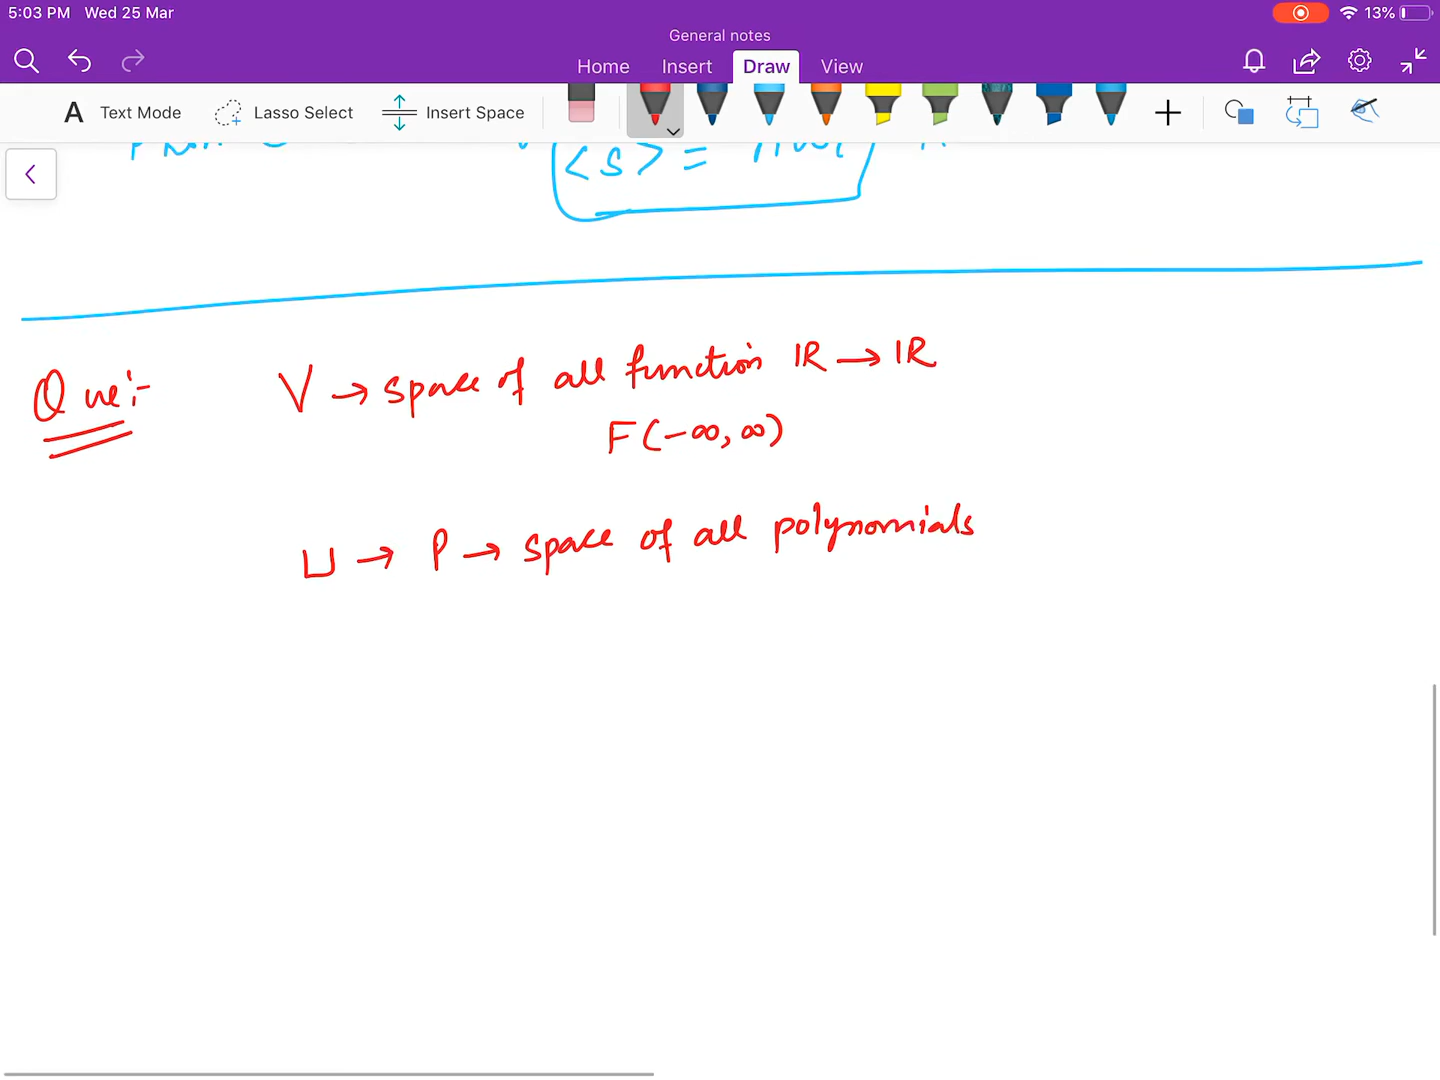 5:03 PM Wed 25 Mar
13%
General notes
Home Insert Draw View
A Text Mode Lasso Select Insert Space
<s> =
Que:- V → space of all function IR → IR
F(-∞, ∞)
U → P → space of all polynomials